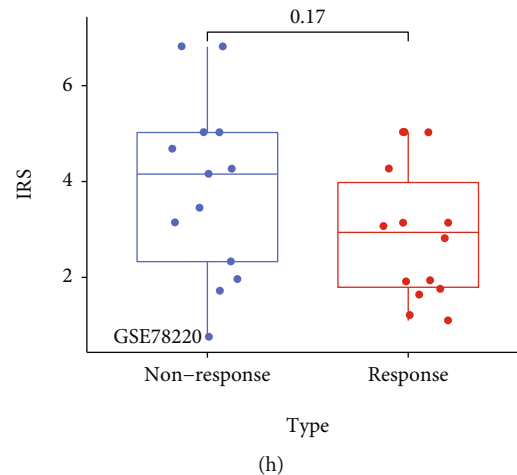 0.17
6
4
2
IRS
GSE78220
Non−response
Response
Type
(h)